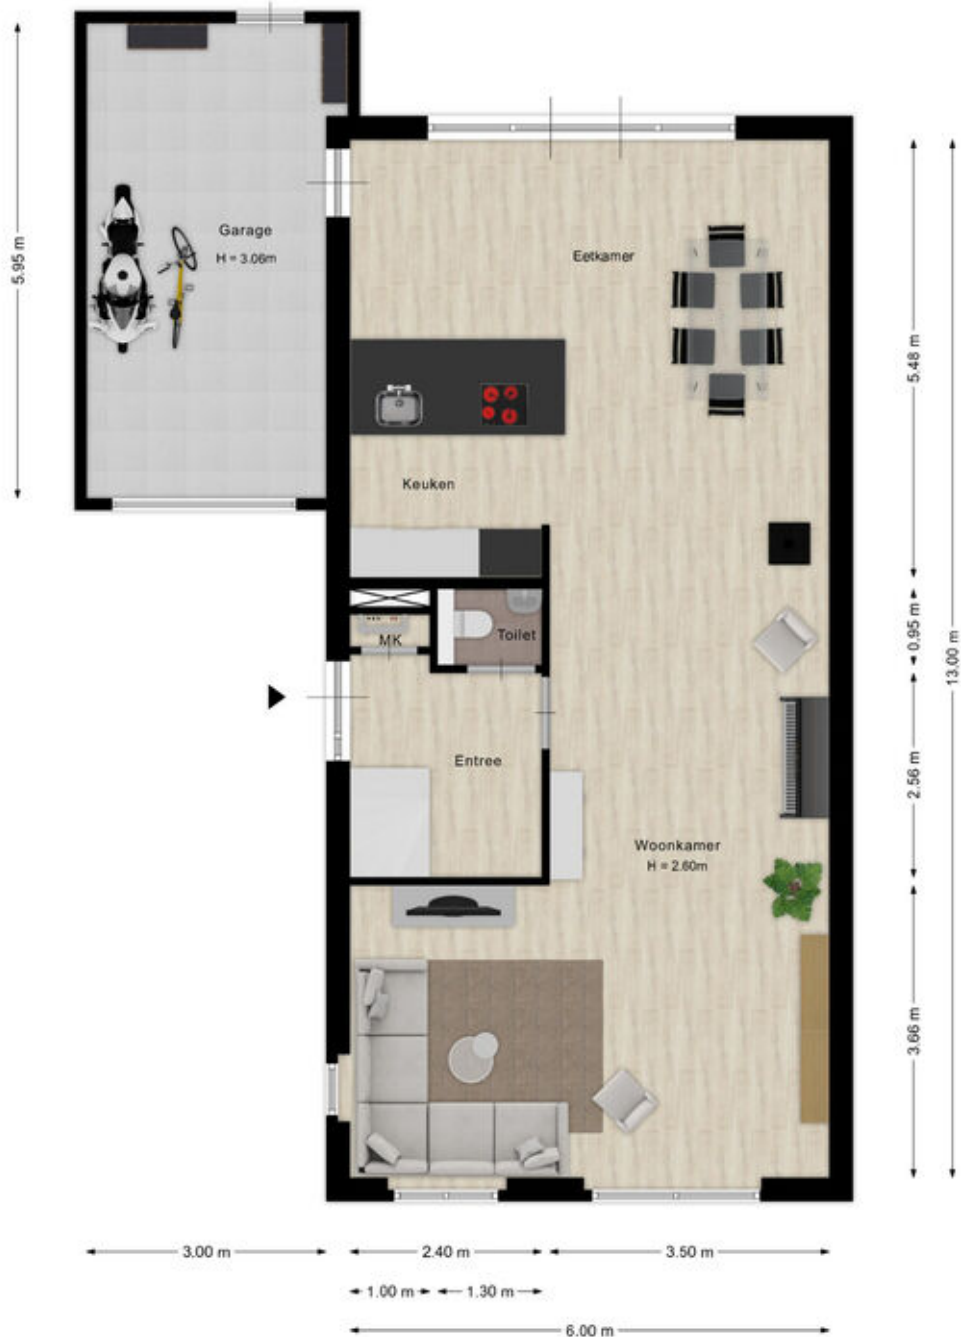 Garage
H = 3.06m
5.95 m
Eetkamer
5.48 m
Keuken
MK
Toilet
0.95 m
13.00 m
Entree
2.56 m
Woonkamer
H = 2.60m
3.66 m
3.00 m
2.40 m
3.50 m
1.00 m
1.30 m
6.00 m